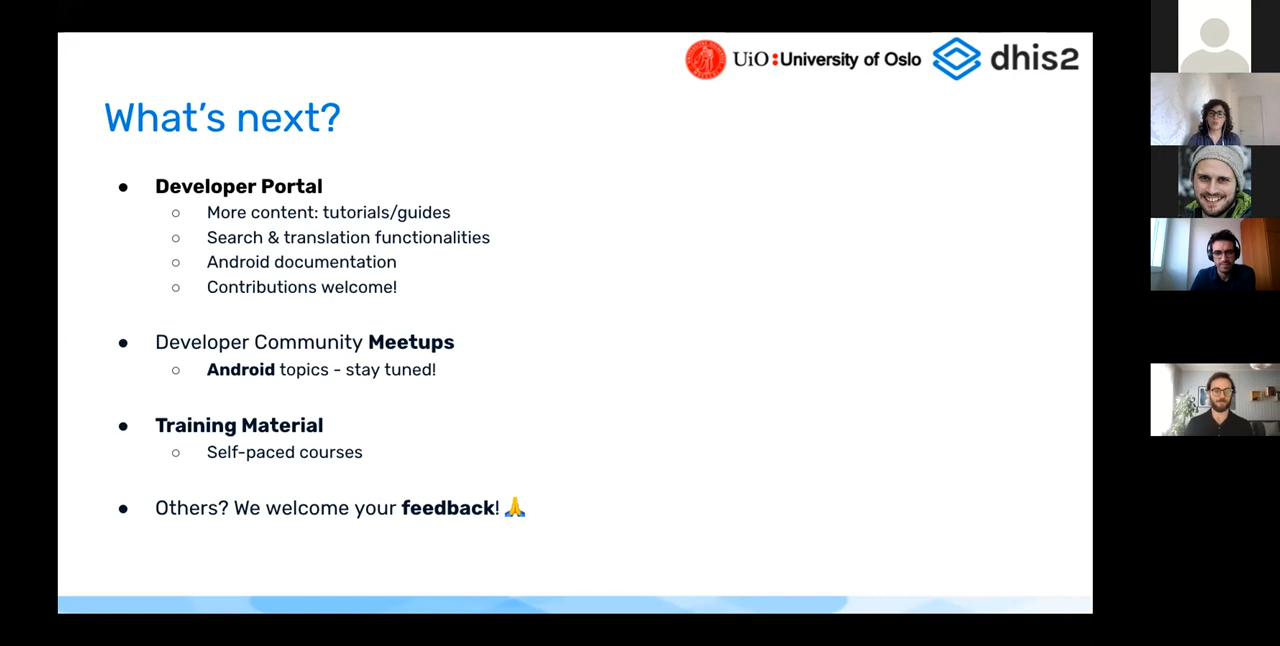 UiO:University of Oslo
dhis2
What's next?
● Developer Portal
○ More content: tutorials/guides
○ Search & translation functionalities
○ Android documentation
○ Contributions welcome!
● Developer Community Meetups
○ Android topics - stay tuned!
● Training Material
○ Self-paced courses
● Others? We welcome your feedback! 🙏